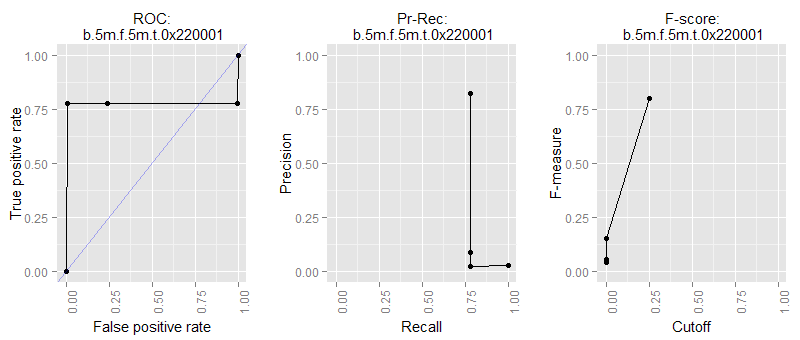 ROC:
b.5m.f.5m.t.0x220001
1.00
0.75
0.50
0.25
0.00
True positive rate
0.00
0.25
0.50
0.75
1.00
False positive rate
Pr-Rec:
b.5m.f.5m.t.0x220001
1.00
0.75
0.50
0.25
0.00
Precision
0.00
0.25
0.50
0.75
1.00
Recall
F-score:
b.5m.f.5m.t.0x220001
1.00
0.75
0.50
0.25
0.00
F-measure
0.00
0.25
0.50
0.75
1.00
Cutoff